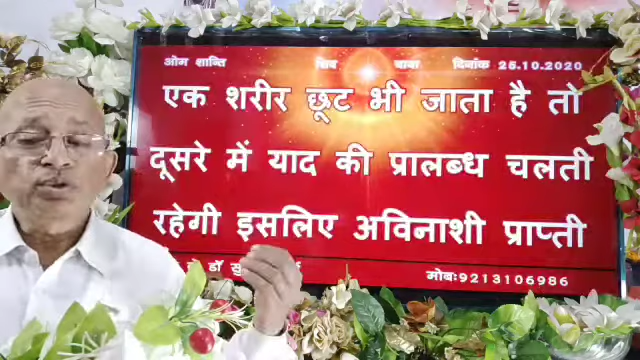 ओम शान्ति शिव बाबा दिनांक 25.10.2020
एक शरीर छूट भी जाता है तो
दूसरे में याद की प्रालब्ध चलती
रहेगी इसलिए अविनाशी प्राप्ती
डॉ सु
मोबः9213106986